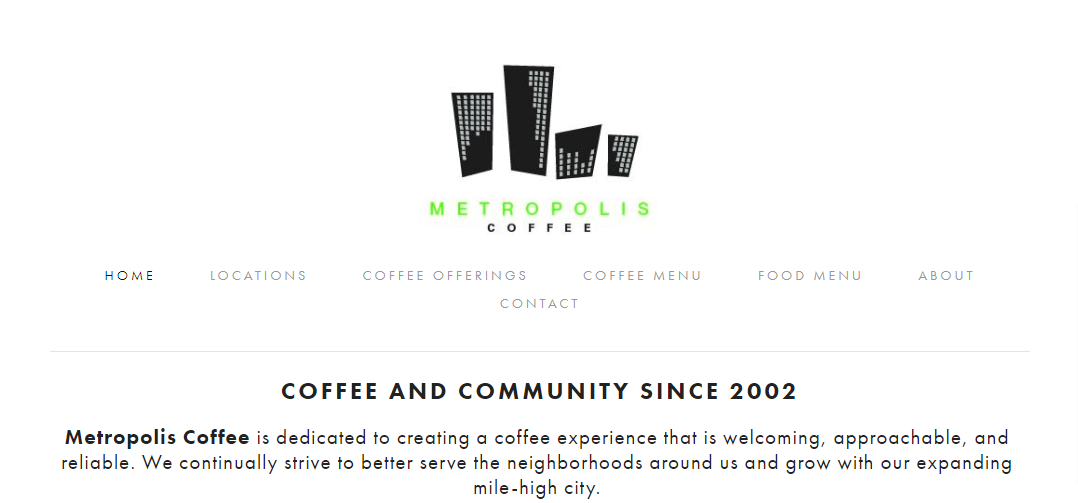 METROPOLIS
COFFEE
HOME LOCATIONS COFFEE OFFERINGS COFFEE MENU FOOD MENU ABOUT
CONTACT
COFFEE AND COMMUNITY SINCE 2002
Metropolis Coffee is dedicated to creating a coffee experience that is welcoming, approachable, and
reliable. We continually strive to better serve the neighborhoods around us and grow with our expanding
mile-high city.